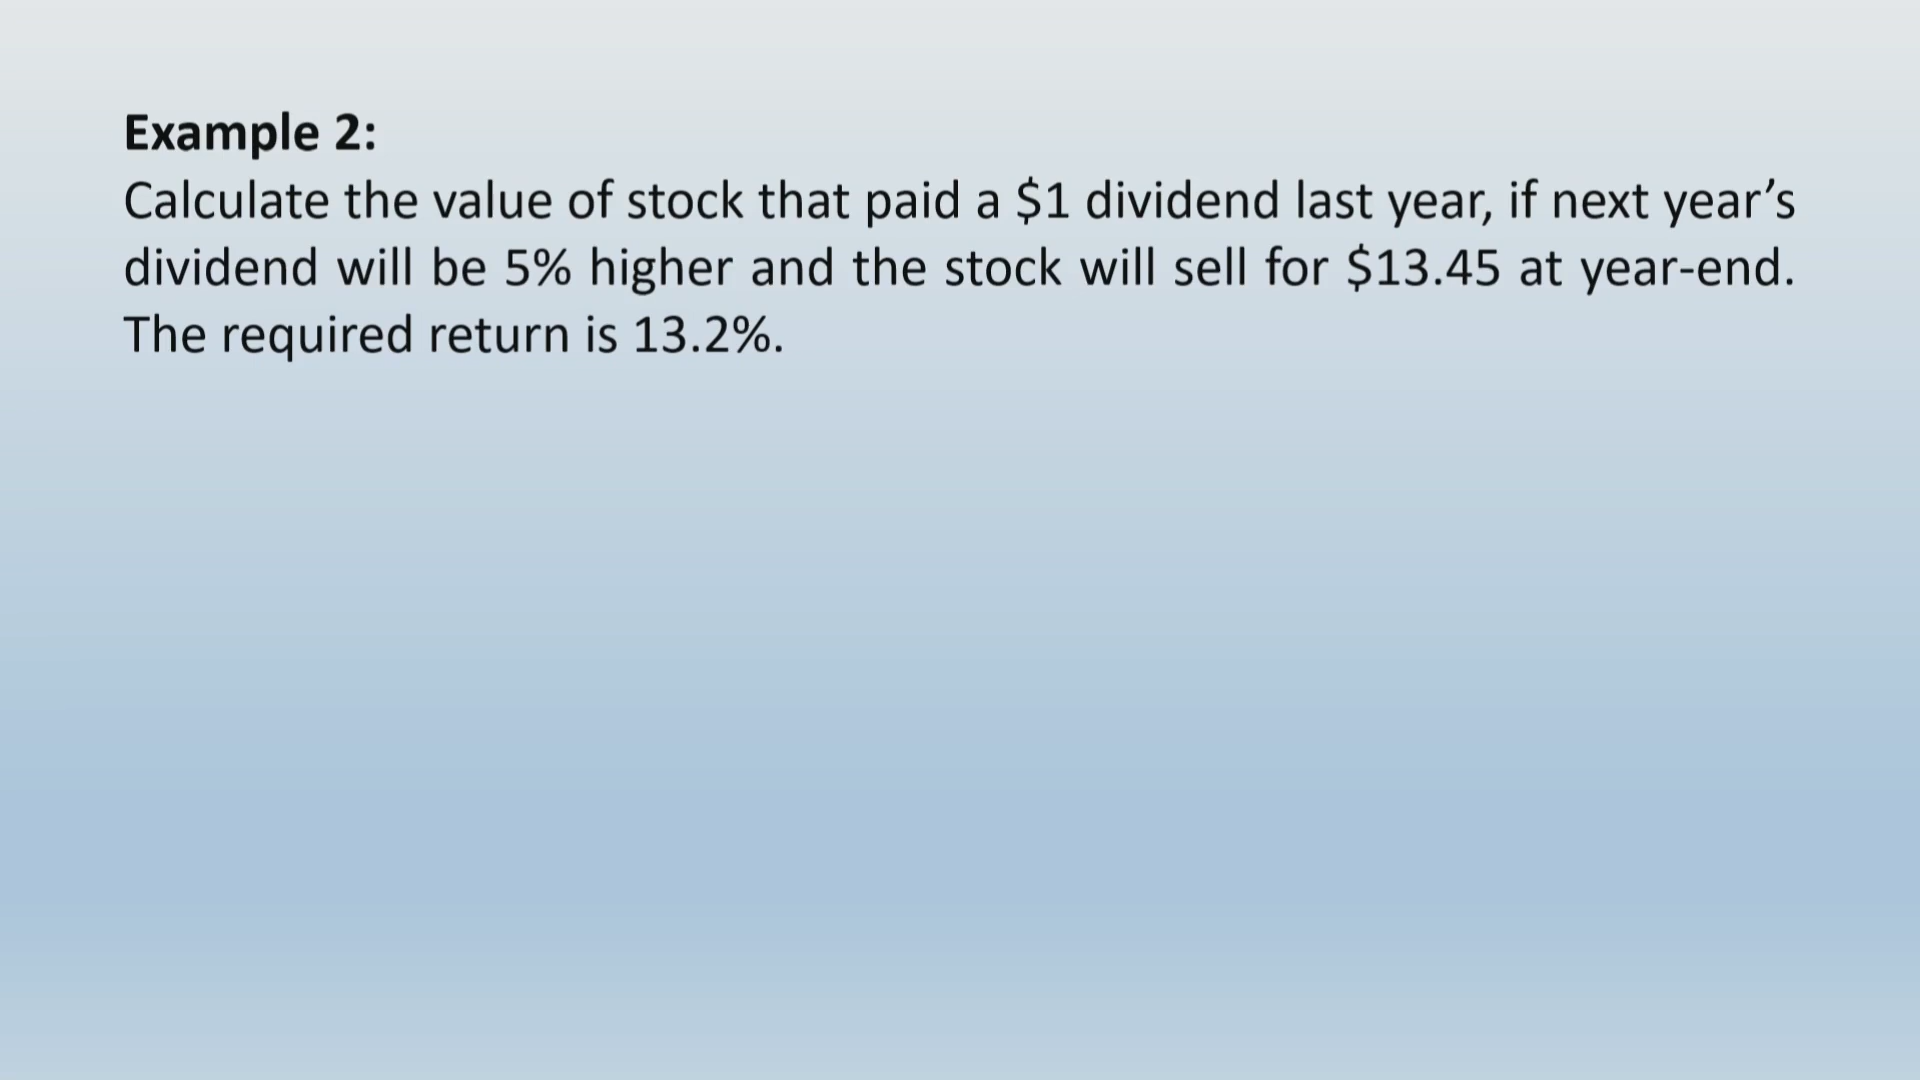 Example 2:
Calculate the value of stock that paid a $1 dividend last year, if next year’s
dividend will be 5% higher and the stock will sell for $13.45 at year-end.
The required return is 13.2%.